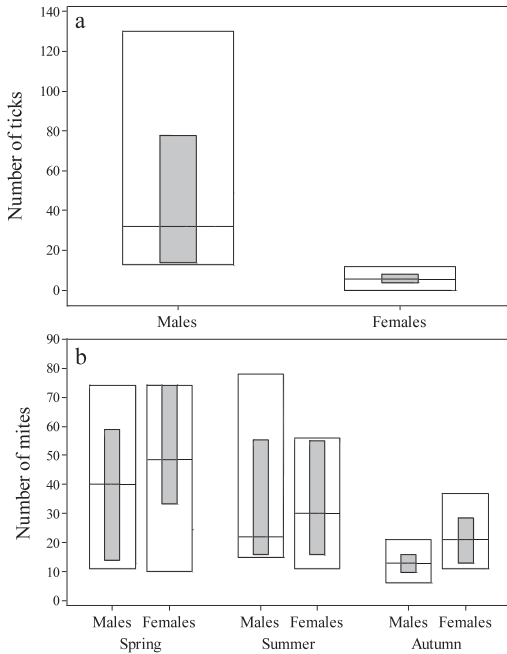 a
Number of ticks
140
120
100
80
60
40
20
0
Males Females
b
Number of mites
90
80
70
60
50
40
30
20
10
0
Males Females Males Females Males Females
Spring Summer Autumn